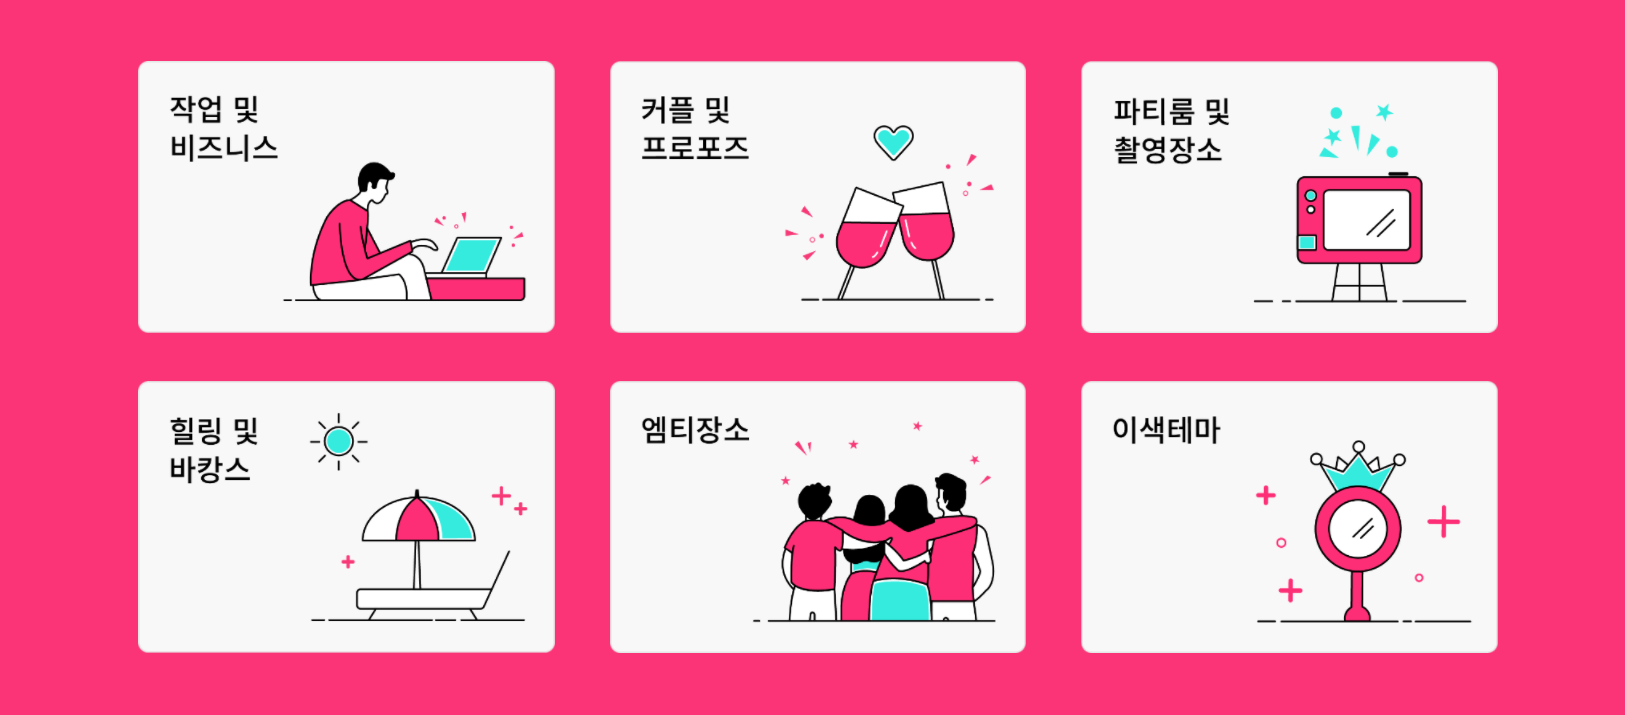 작업 및
비즈니스
커플 및
프로포즈
파티룸 및
촬영장소
힐링 및
바캉스
엠티장소
이색테마